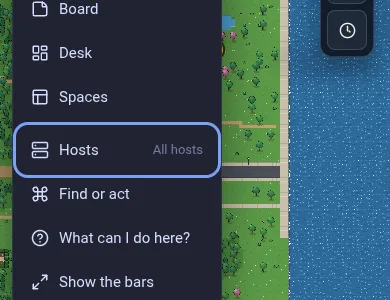 Board
Desk
Spaces
Hosts All hosts
Find or act
What can I do here?
Show the bars